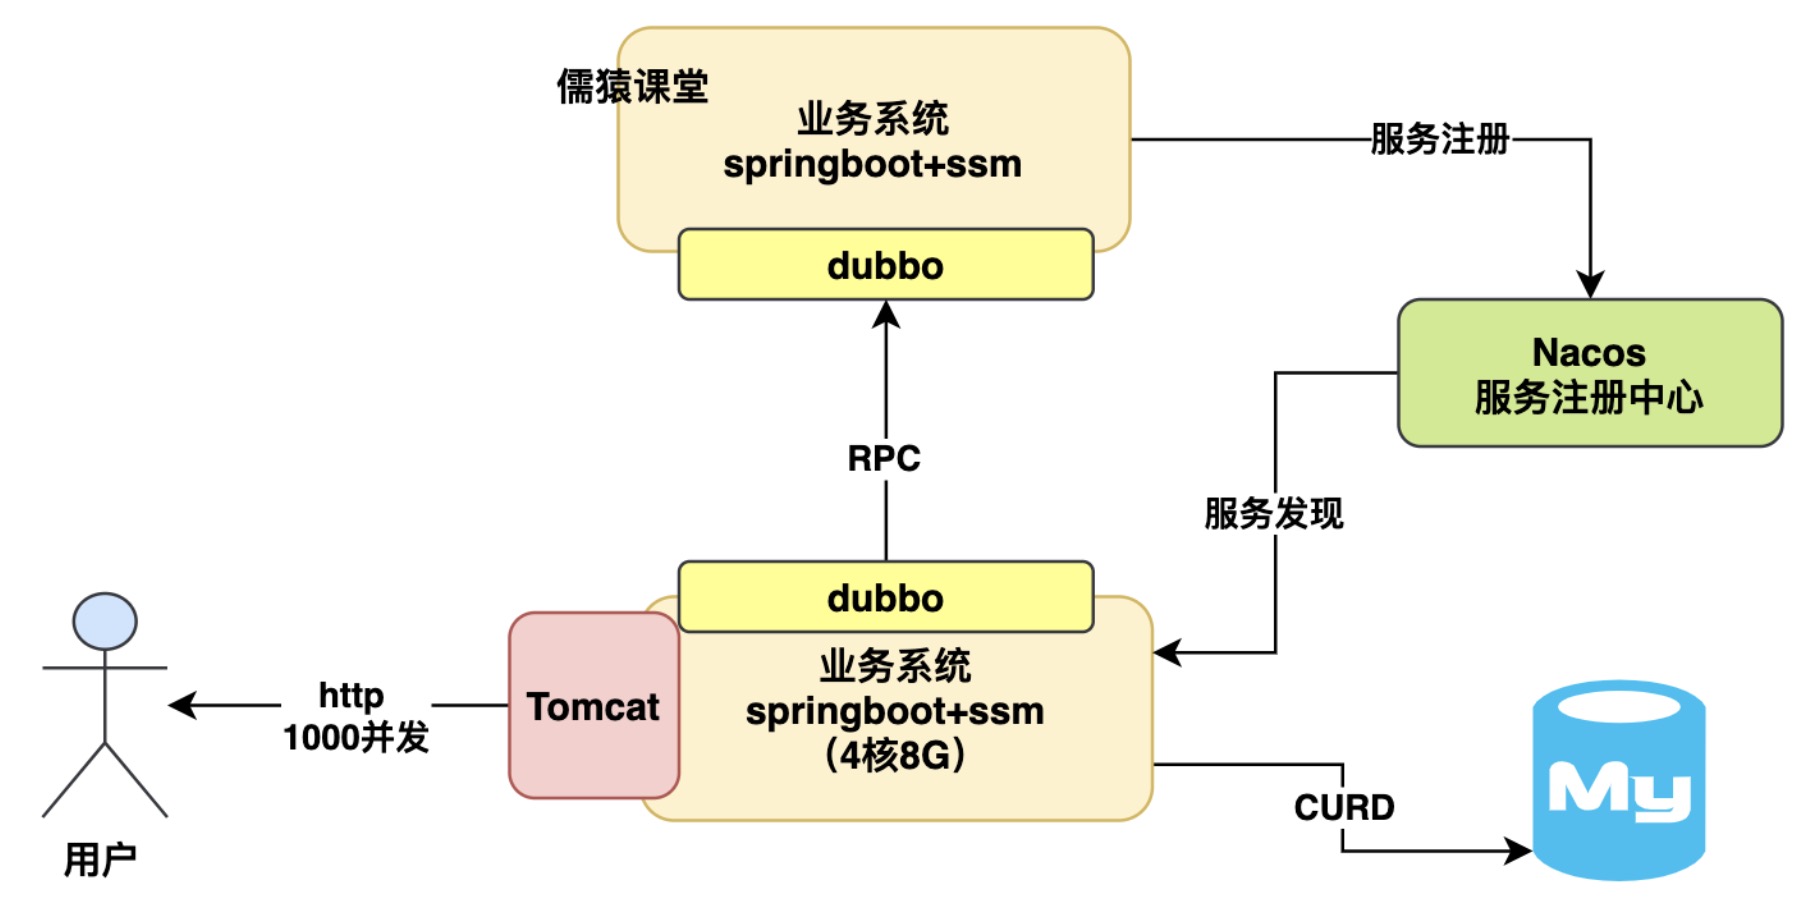 儒猿课堂
业务系统
springboot+ssm
dubbo
服务注册
Nacos
服务注册中心
RPC
服务发现
dubbo
业务系统
springboot+ssm
（4核8G）
Tomcat
http
1000并发
用户
CURD
My